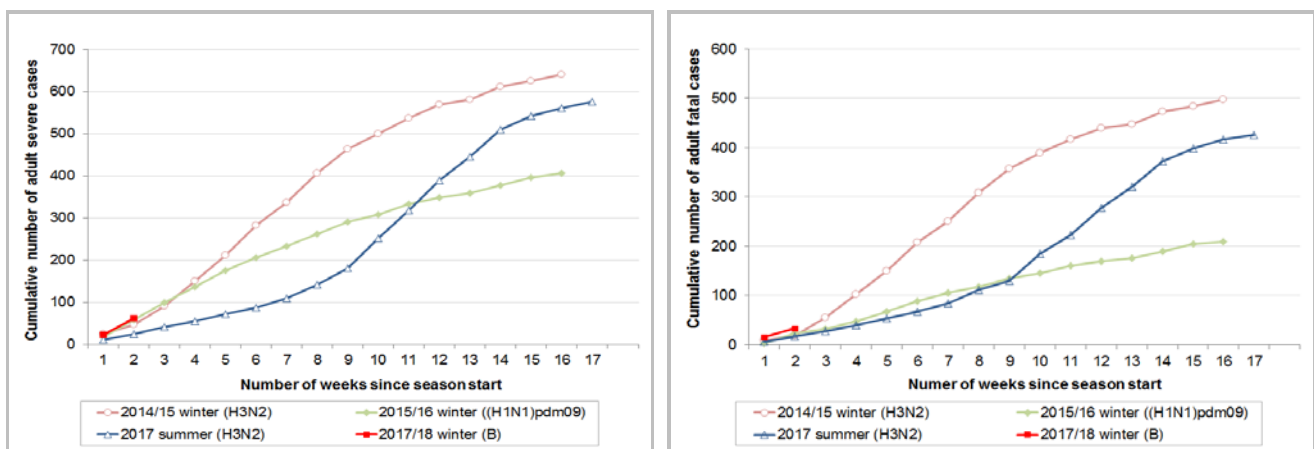 Cumulative number of adult severe cases
700
600
500
400
300
200
100
0
1 2 3 4 5 6 7 8 9 10 11 12 13 14 15 16 17
Number of weeks since season start
2014/15 winter (H3N2) 2015/16 winter ((H1N1)pdm09)
2017 summer (H3N2) 2017/18 winter (B)
Cumulative number of adult fatal cases
600
500
400
300
200
100
0
1 2 3 4 5 6 7 8 9 10 11 12 13 14 15 16 17
Numer of weeks since season start
2014/15 winter (H3N2) 2015/16 winter ((H1N1)pdm09)
2017 summer (H3N2) 2017/18 winter (B)